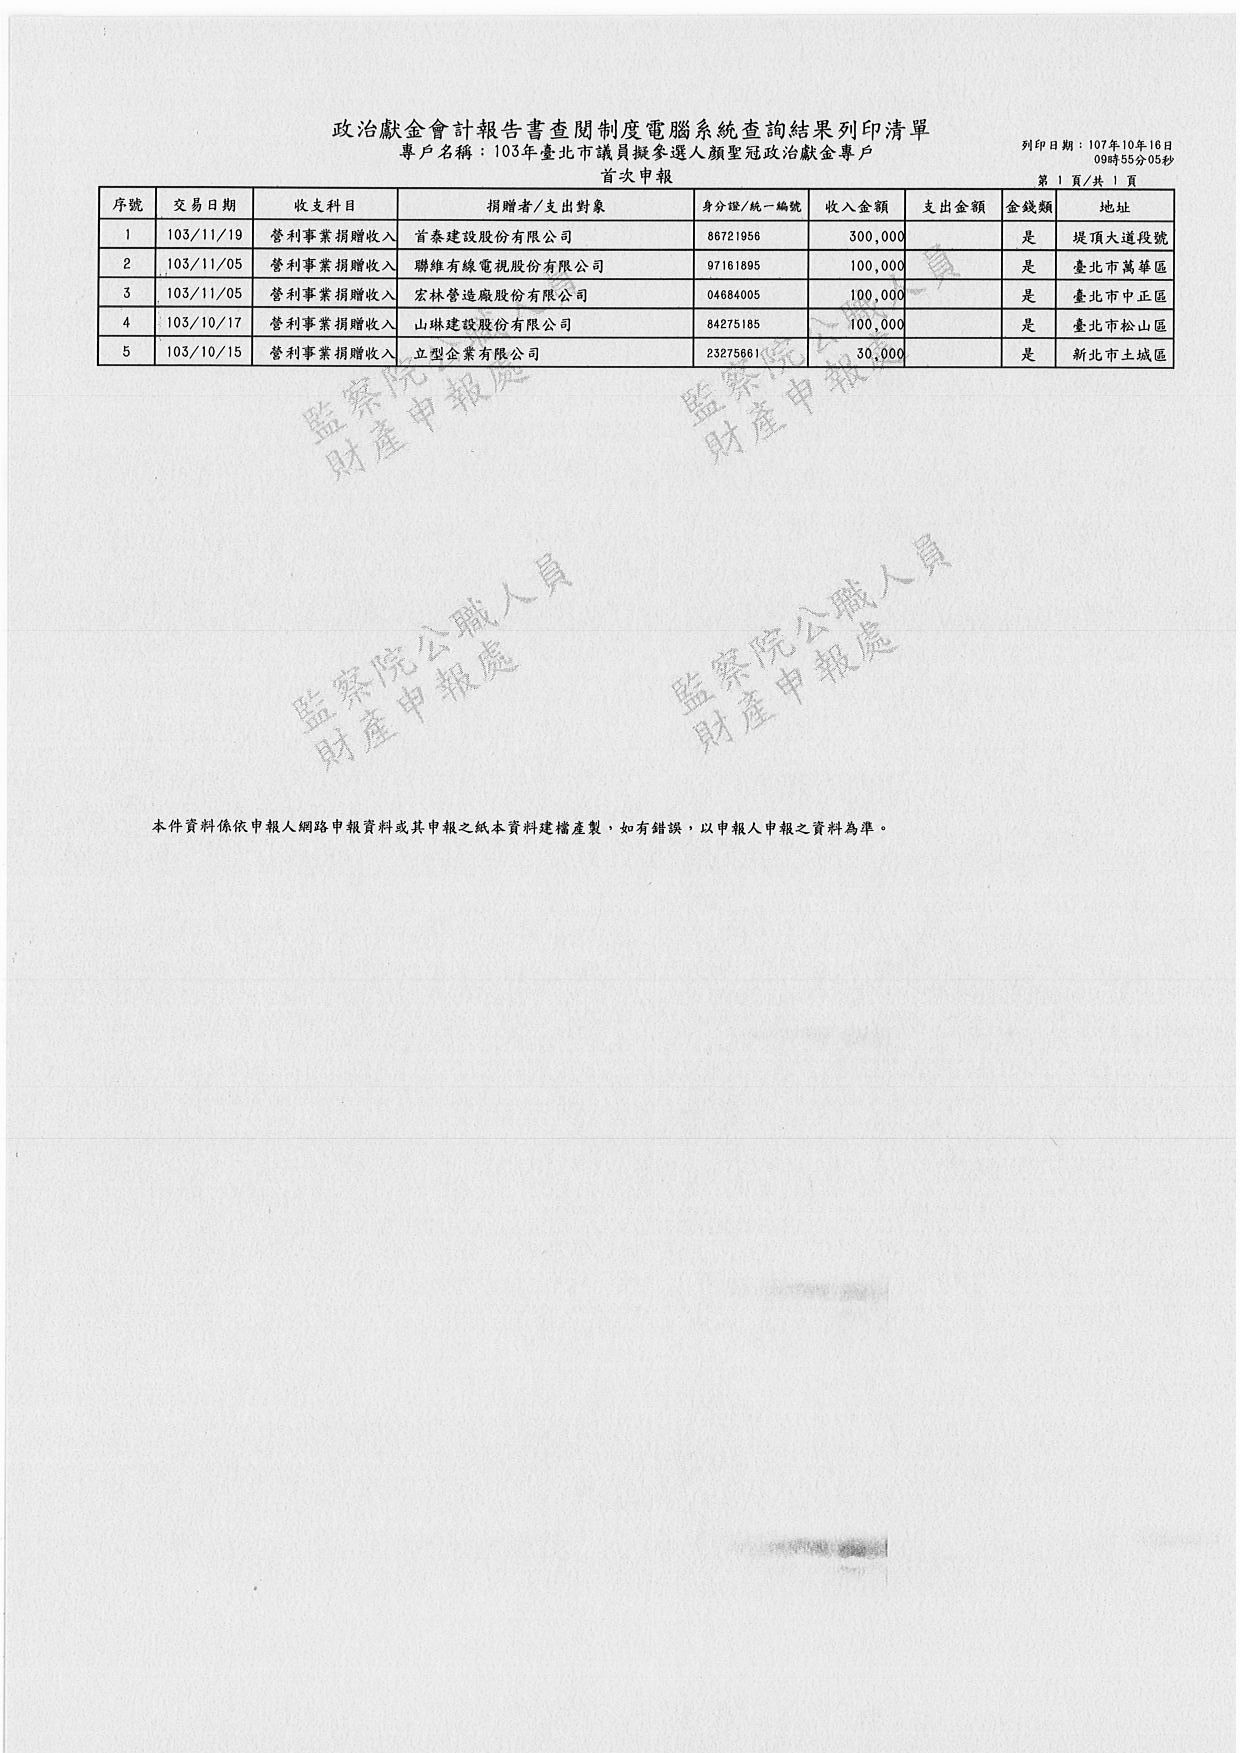 政治獻金會計報告書查閱制度電腦系統查詢結果列印清單
專戶名稱：103年臺北市議員擬參選人顏聖冠政治獻金專戶
首次申報
列印日期：107年10年16日
09時55分05秒
第 1 頁/共 1 頁
序號 交易日期 收支科目 捐贈者/支出對象 身分證/統一編號 收入金額 支出金額 金錢類 地址
1 103/11/19 營利事業捐贈收入 首泰建設股份有限公司 86721956 300,000 是 堤頂大道段號
2 103/11/05 營利事業捐贈收入 聯維有線電視股份有限公司 97161895 100,000 是 臺北市萬華區
3 103/11/05 營利事業捐贈收入 宏林營造廠股份有限公司 04684005 100,000 是 臺北市中正區
4 103/10/17 營利事業捐贈收入 山琳建設股份有限公司 84275185 100,000 是 臺北市松山區
5 103/10/15 營利事業捐贈收入 立型企業有限公司 23275661 30,000 是 新北市土城區
監察院公職人員
財產申報處
監察院公職人員
財產申報處
監察院公職人員
財產申報處
監察院公職人員
財產申報處
本件資料係依申報人網路申報資料或其申報之紙本資料建檔產製，如有錯誤，以申報人申報之資料為準。